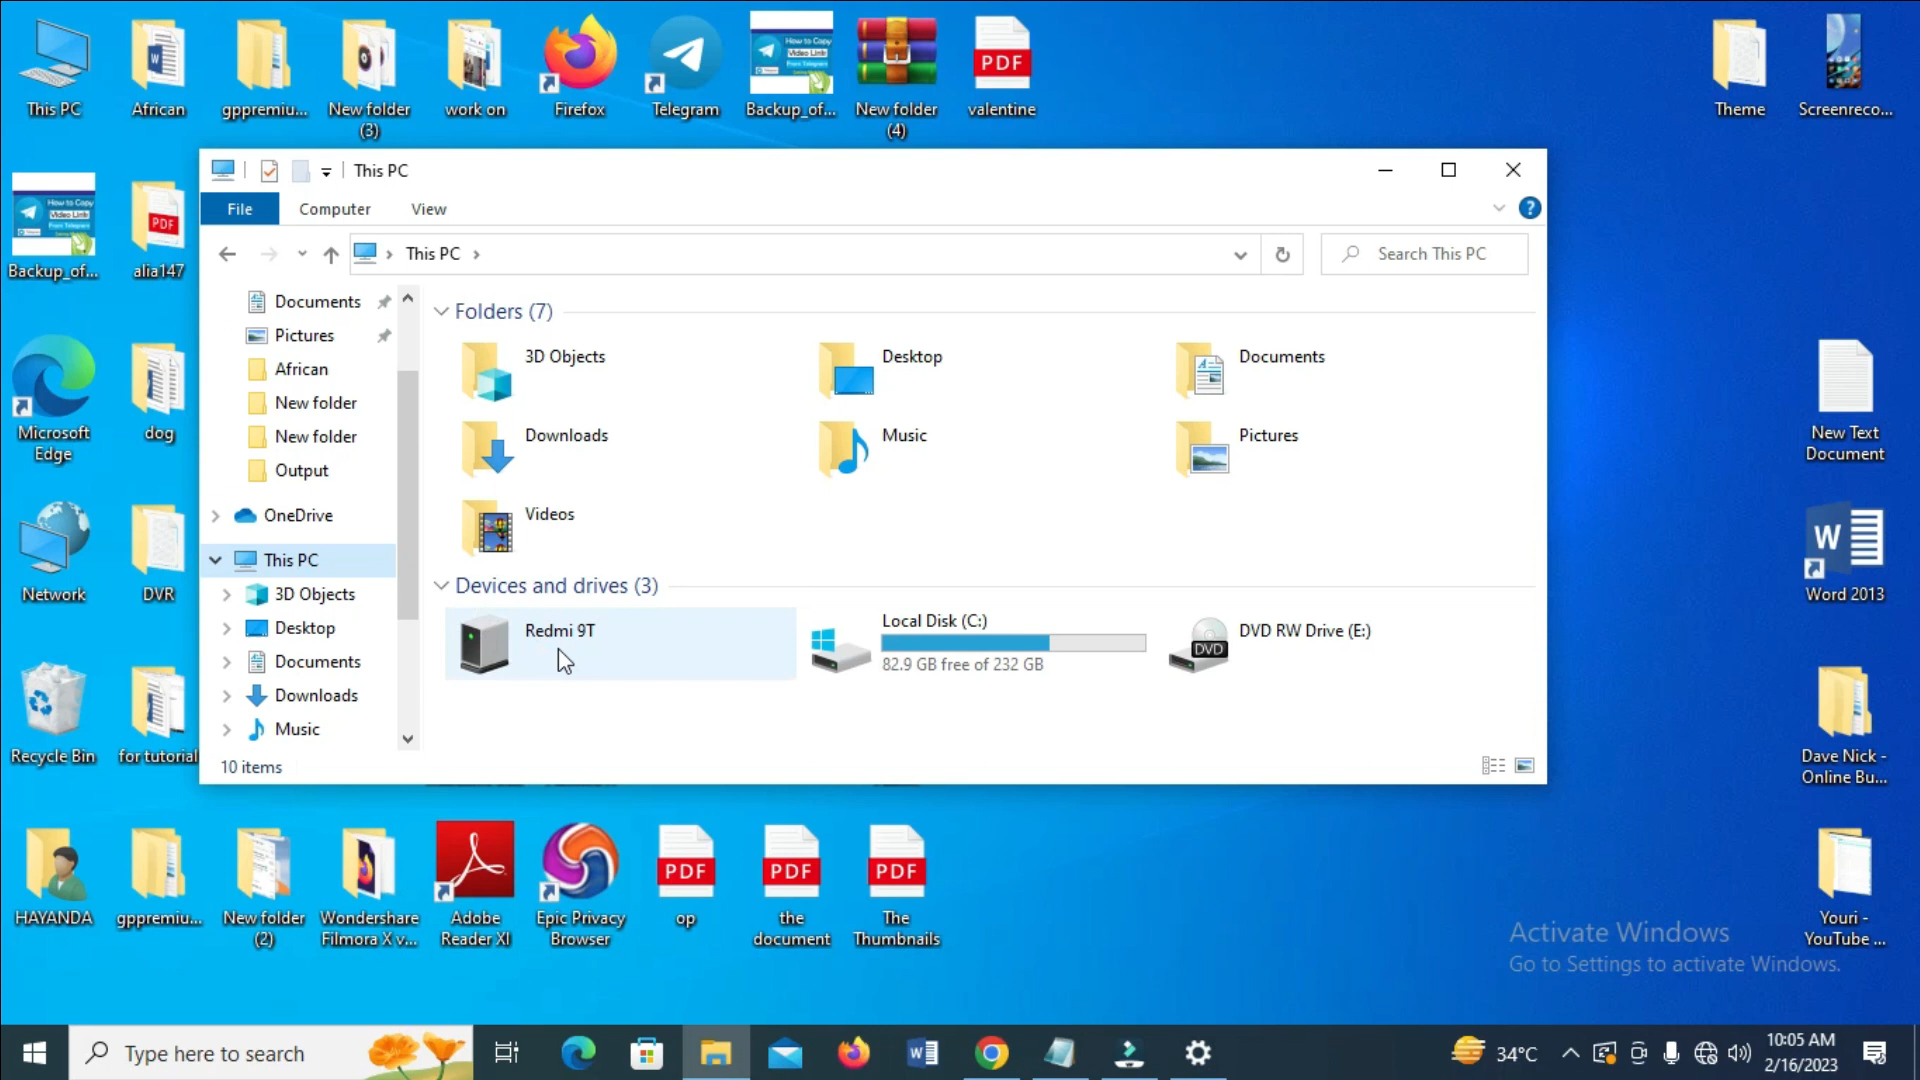 This PC
African
gppremiu...
New folder
(3)
work on
Firefox
Telegram
Backup_of...
New folder
(4)
valentine
Theme
Screenreco...
PDF
How to Copy
Video Link
This PC
File
Computer
View
?
This PC
Search This PC
How to Copy
Video Link
From Telegram
Backup_of...
PDF
alia147
Documents
Pictures
African
New folder
New folder
Output
OneDrive
This PC
3D Objects
Desktop
Documents
Downloads
Music
10 items
Folders (7)
3D Objects
Desktop
Documents
Downloads
Music
Pictures
Videos
Devices and drives (3)
Redmi 9T
Local Disk (C:)
82.9 GB free of 232 GB
DVD
DVD RW Drive (E:)
Microsoft
Edge
dog
New Text
Document
Network
DVR
W
Word 2013
Recycle Bin
for tutorial
Dave Nick -
Online Bu...
HAYANDA
gppremiu...
New folder
(2)
Wondershare
Filmora X v...
Adobe
Reader XI
Epic Privacy
Browser
PDF
op
PDF
the
document
PDF
The
Thumbnails
Youri -
YouTube ...
Activate Windows
Go to Settings to activate Windows.
Type here to search
W
34°C
10:05 AM
2/16/2023